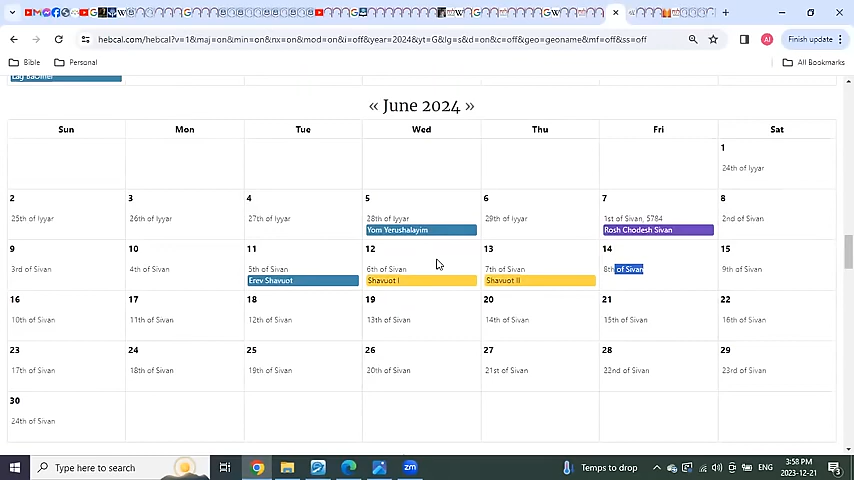 hebcal.com/hebcal?v=1&maj=on&min=on&nx=on&mod=on&i=off&year=2024&yt=G&lg=s&d=on&c=off&geo=geoname&mf=off&ss=off
AI
Finish update
Bible
Personal
All Bookmarks
Lag BaOmer
« June 2024 »
Sun Mon Tue Wed Thu Fri Sat
1
24th of Iyyar
2 3 4 5 6 7 8
25th of Iyyar 26th of Iyyar 27th of Iyyar 28th of Iyyar 29th of Iyyar 1st of Sivan, 5784 2nd of Sivan
Yom Yerushalayim Rosh Chodesh Sivan
9 10 11 12 13 14 15
3rd of Sivan 4th of Sivan 5th of Sivan 6th of Sivan 7th of Sivan 8th of Sivan 9th of Sivan
Erev Shavuot Shavuot I Shavuot II
16 17 18 19 20 21 22
10th of Sivan 11th of Sivan 12th of Sivan 13th of Sivan 14th of Sivan 15th of Sivan 16th of Sivan
23 24 25 26 27 28 29
17th of Sivan 18th of Sivan 19th of Sivan 20th of Sivan 21st of Sivan 22nd of Sivan 23rd of Sivan
30
24th of Sivan
Type here to search
zm
Temps to drop
ENG
3:58 PM
2023-12-21
3